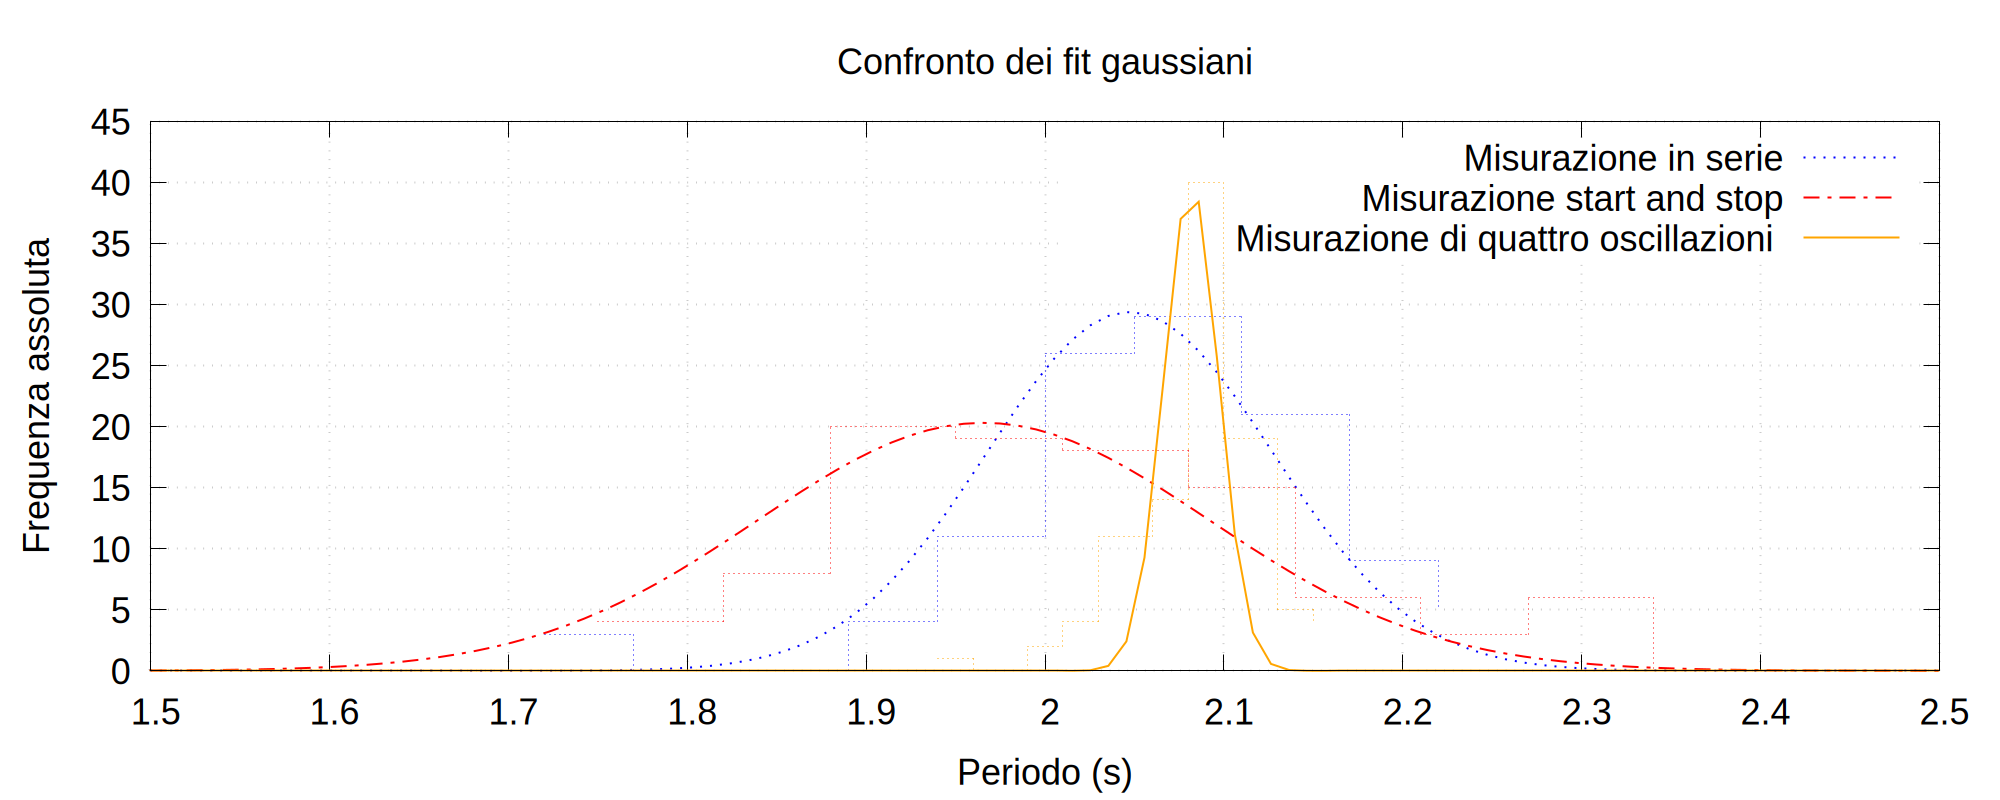 Confronto dei fit gaussiani
45
40
35
30
25
20
15
10
5
0
Frequenza assoluta
Misurazione in serie
Misurazione start and stop
Misurazione di quattro oscillazioni
1.5 1.6 1.7 1.8 1.9 2 2.1 2.2 2.3 2.4 2.5
Periodo (s)